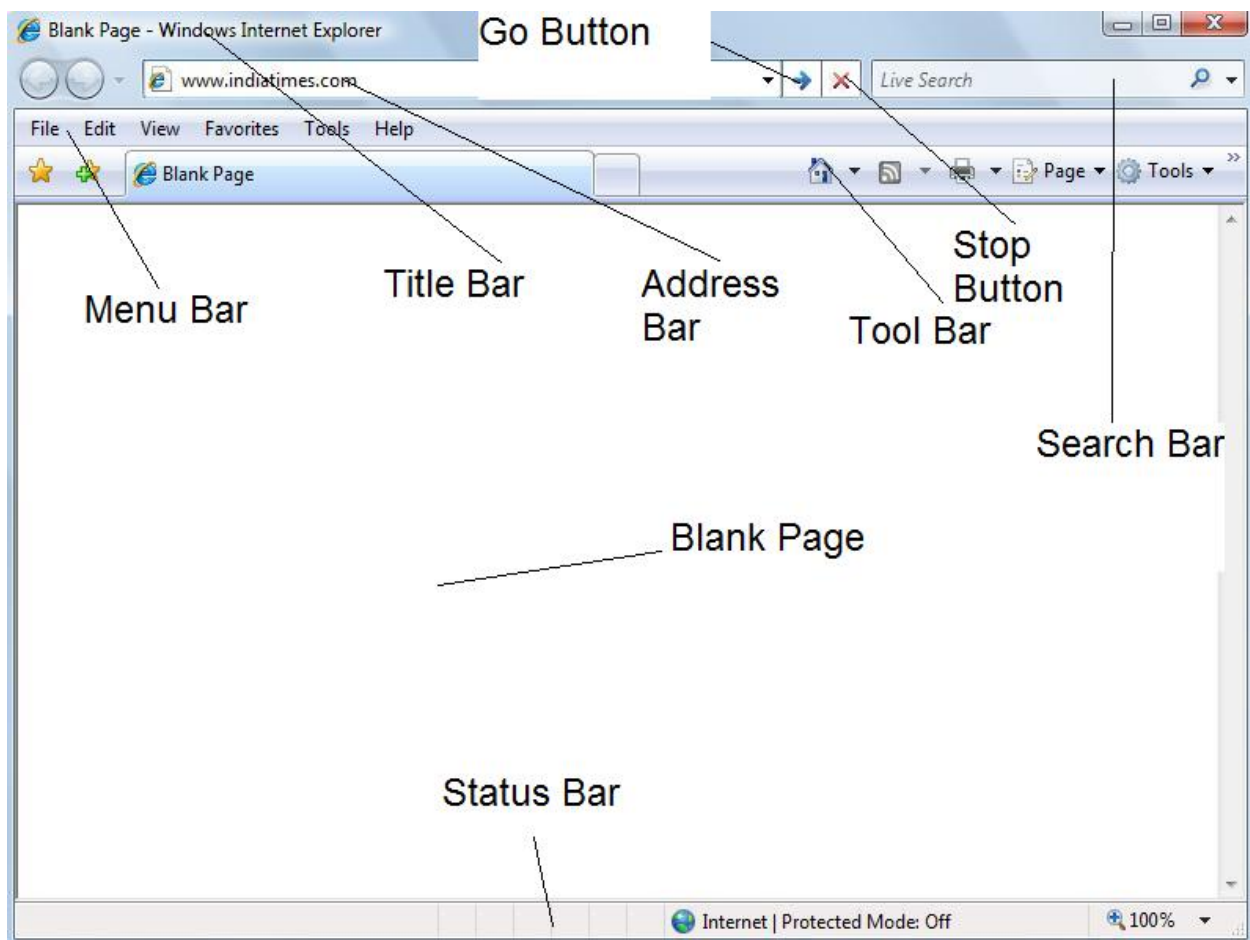 Blank Page - Windows Internet Explorer
Go Button
www.indiatimes.com
Live Search
File Edit View Favorites Tools Help
Blank Page
Page
Tools
Menu Bar
Title Bar
Address
Bar
Stop
Button
Tool Bar
Search Bar
Blank Page
Status Bar
Internet | Protected Mode: Off
100%